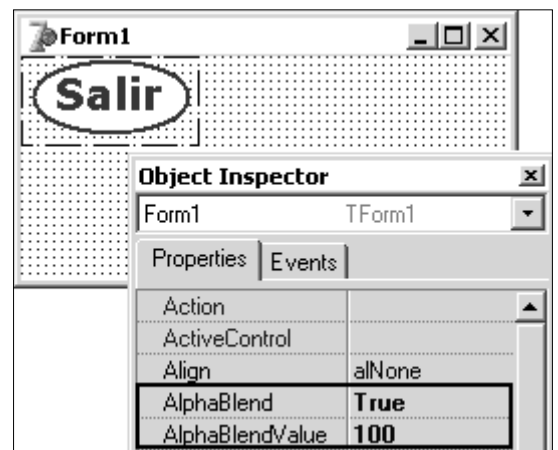 Form1
Salir
Object Inspector
Form1 TForm1
Properties Events
Action
ActiveControl
Align alNone
AlphaBlend True
AlphaBlendValue 100